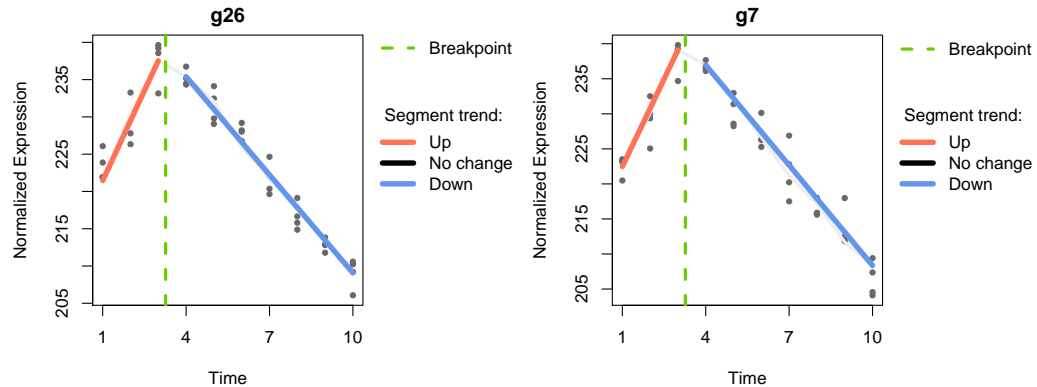 g26
Normalized Expression
235
225
215
205
1
4
7
10
Time
Breakpoint
Segment trend:
Up
No change
Down
g7
Normalized Expression
235
225
215
205
1
4
7
10
Time
Breakpoint
Segment trend:
Up
No change
Down